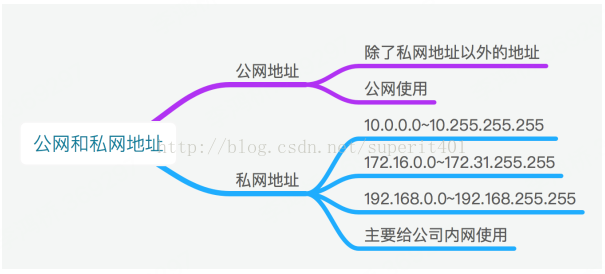 公网和私网地址
公网地址
除了私网地址以外的地址
公网使用
私网地址
10.0.0.0~10.255.255.255
172.16.0.0~172.31.255.255
192.168.0.0~192.168.255.255
主要给公司内网使用
http://blog.csdn.net/superit401